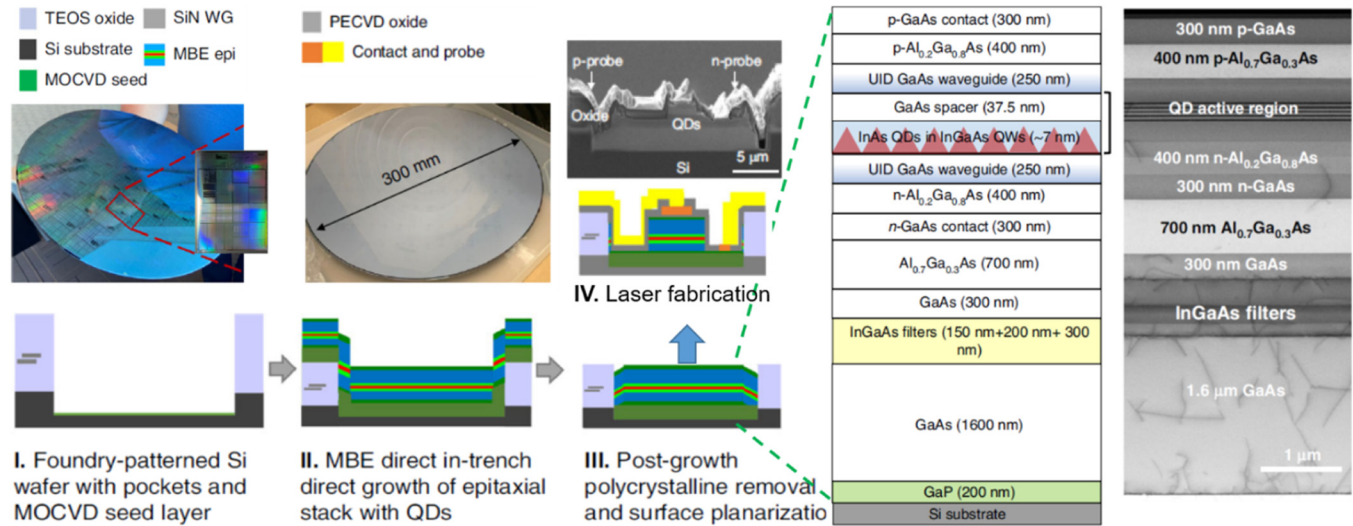 TEOS oxide
SiN WG
Si substrate
MBE epi
MOCVD seed
PECVD oxide
Contact and probe
300 mm
p-probe
n-probe
Oxide
QDs
Si
5 μm
IV. Laser fabrication
I. Foundry-patterned Si
wafer with pockets and
MOCVD seed layer
II. MBE direct in-trench
direct growth of epitaxial
stack with QDs
III. Post-growth
polycrystalline removal
and surface planarizatio
p-GaAs contact (300 nm)
p-Al0.2Ga0.8As (400 nm)
UID GaAs waveguide (250 nm)
GaAs spacer (37.5 nm)
InAs QDs in InGaAs QWs (~7 nm)
UID GaAs waveguide (250 nm)
n-Al0.2Ga0.8As (400 nm)
n-GaAs contact (300 nm)
Al0.7Ga0.3As (700 nm)
GaAs (300 nm)
InGaAs filters (150 nm+200 nm+ 300
nm)
GaAs (1600 nm)
GaP (200 nm)
Si substrate
300 nm p-GaAs
400 nm p-Al0.7Ga0.3As
QD active region
400 nm n-Al0.2Ga0.8As
300 nm n-GaAs
700 nm Al0.7Ga0.3As
300 nm GaAs
InGaAs filters
1.6 μm GaAs
1 μm